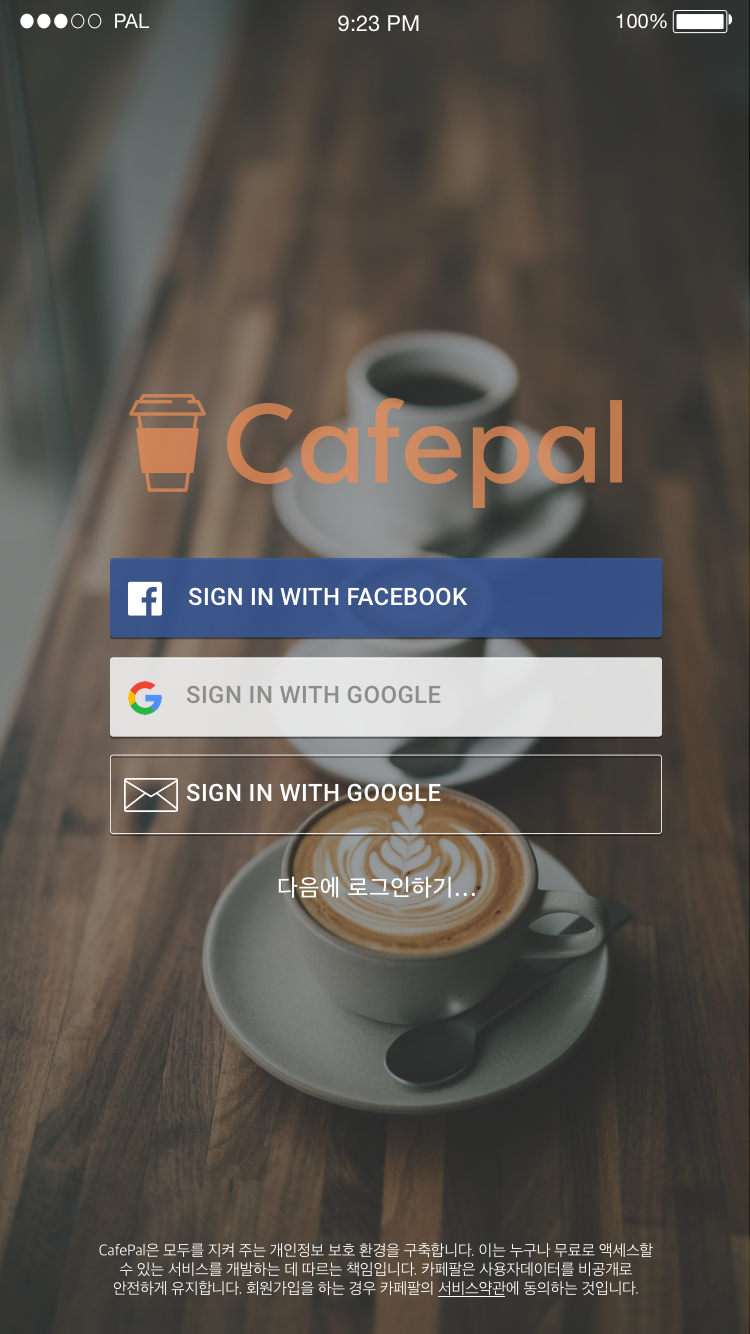 PAL 9:23 PM 100%
Cafepal
SIGN IN WITH FACEBOOK
SIGN IN WITH GOOGLE
SIGN IN WITH GOOGLE
다음에 로그인하기...
CafePal은 모두를 지켜 주는 개인정보 보호 환경을 구축합니다. 이는 누구나 무료로 액세스할
수 있는 서비스를 개발하는 데 따르는 책임입니다. 카페팔은 사용자데이터를 비공개로
안전하게 유지합니다. 회원가입을 하는 경우 카페팔의 서비스약관에 동의하는 것입니다.